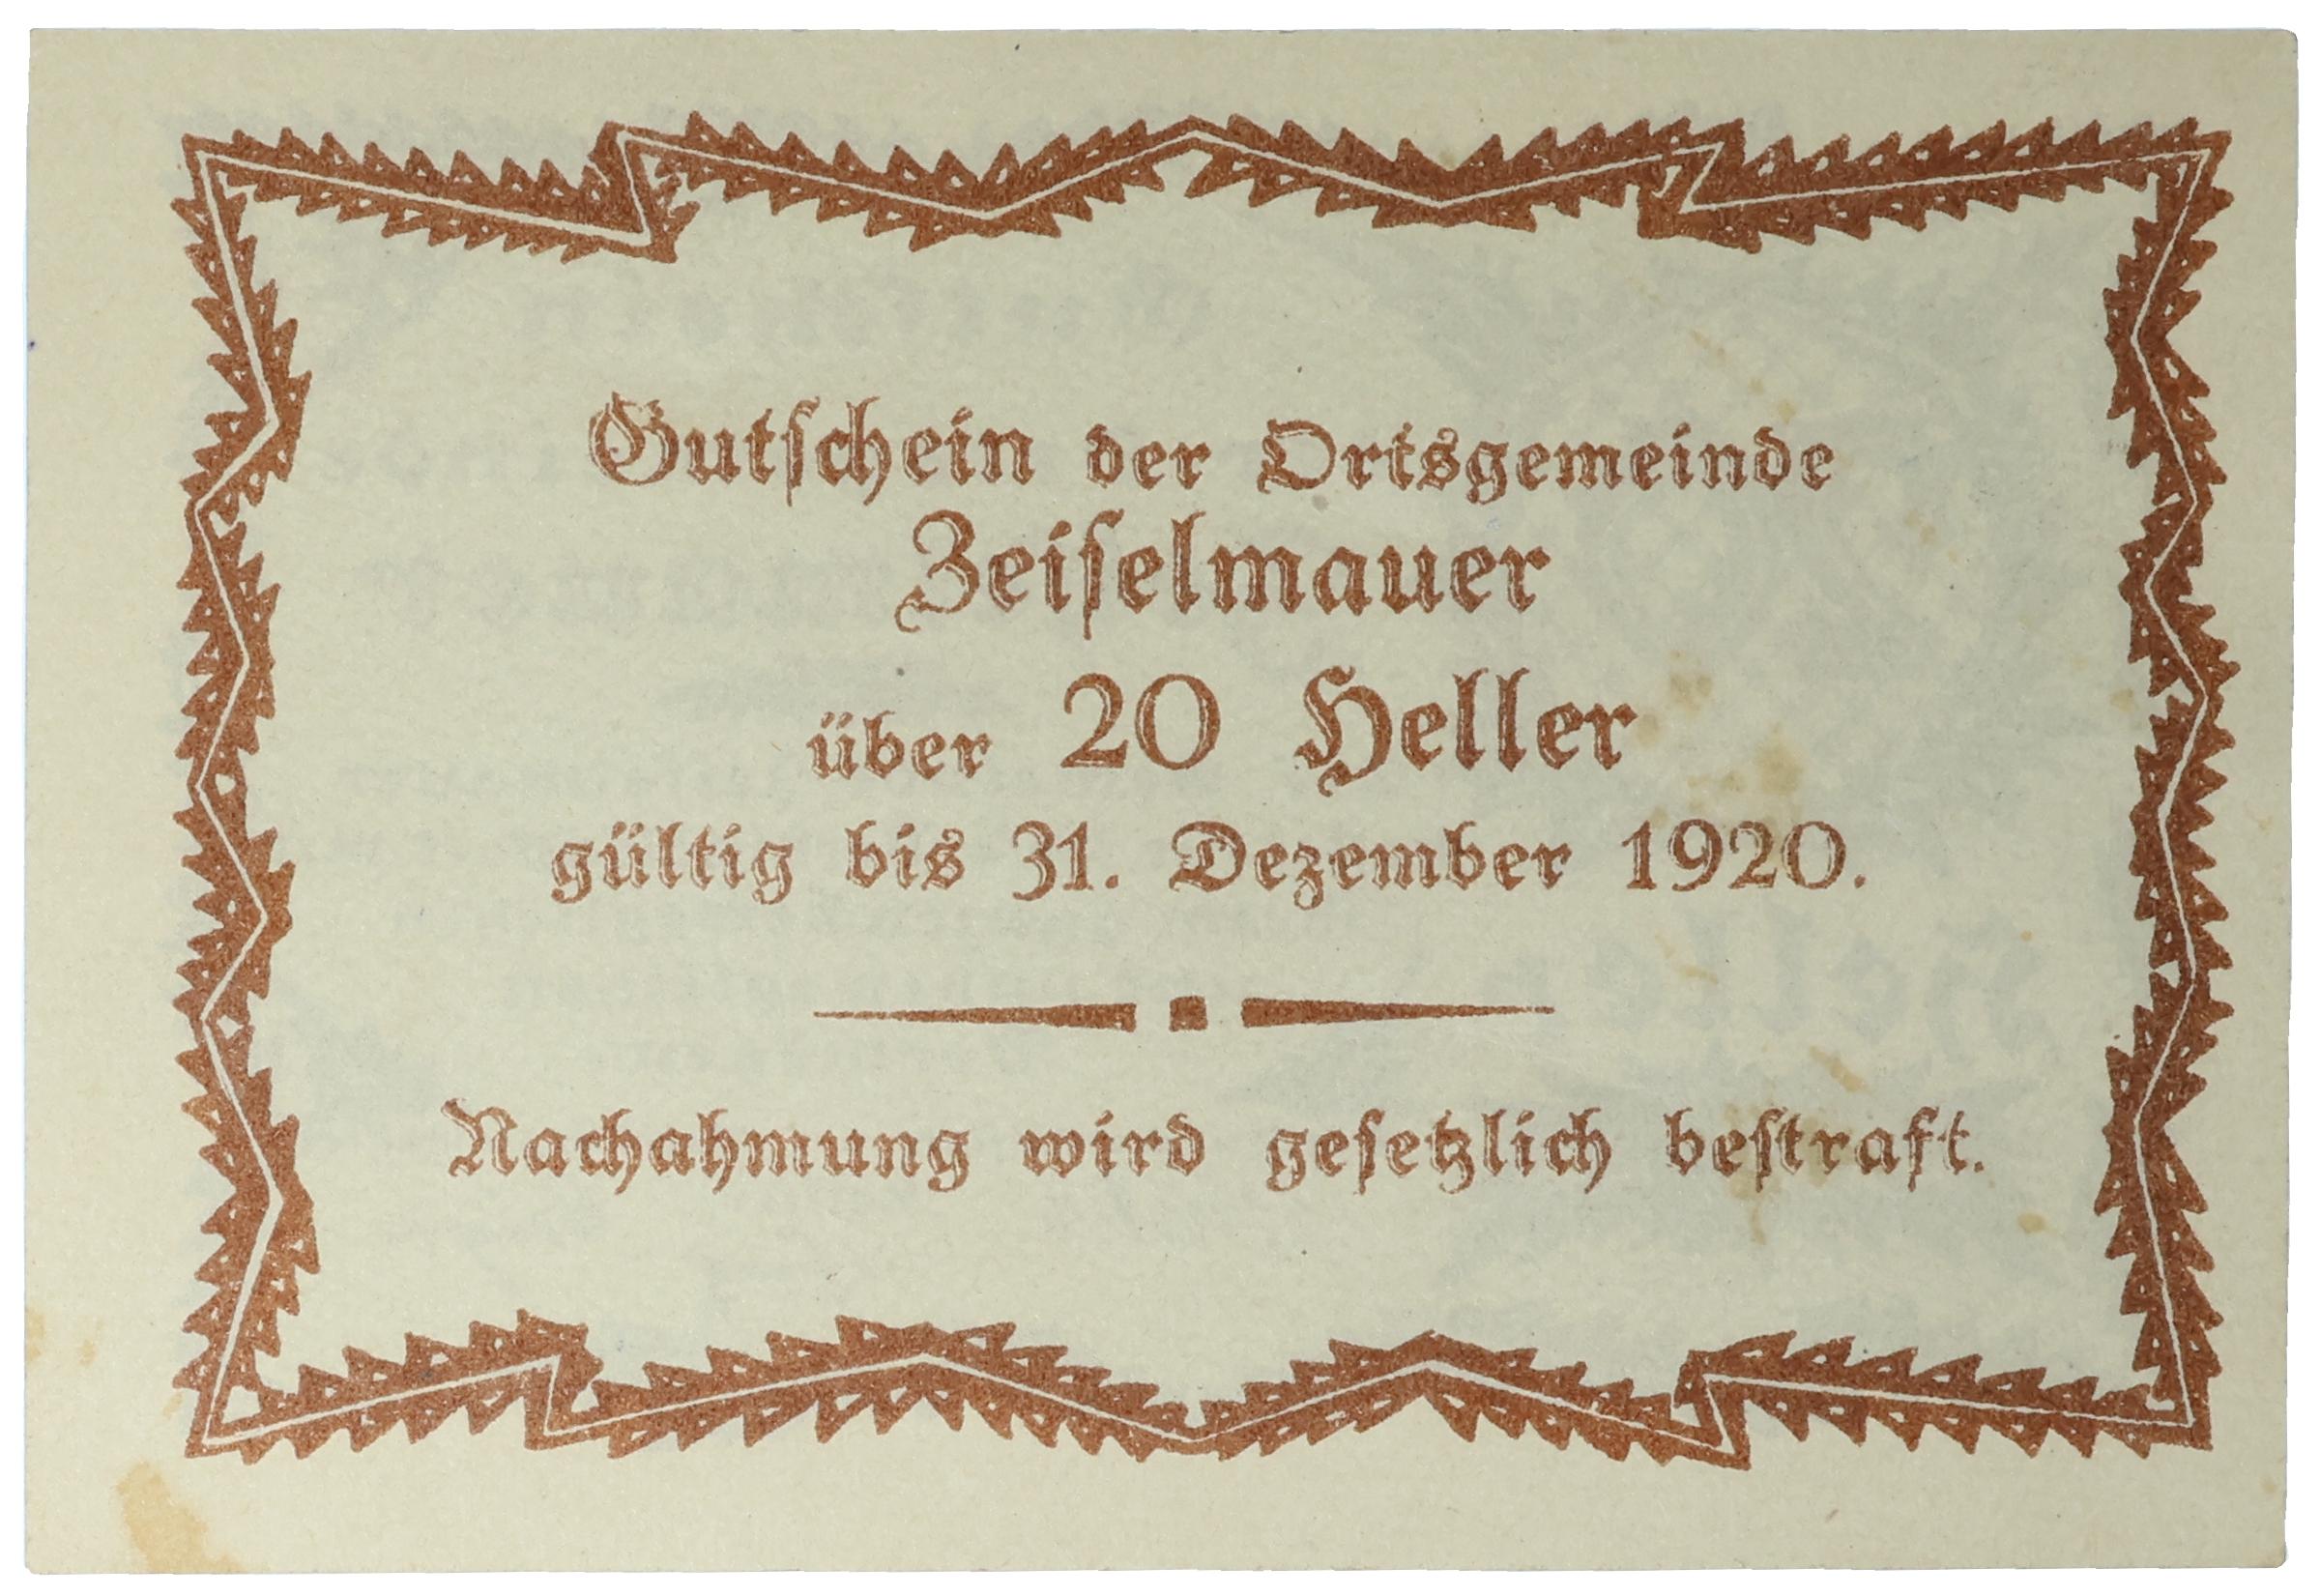 Gutschein der Ortsgemeinde
Zeiselmauer
über 20 Heller
gültig bis 31. Dezember 1920.
Nachahmung wird gesetzlich bestraft.